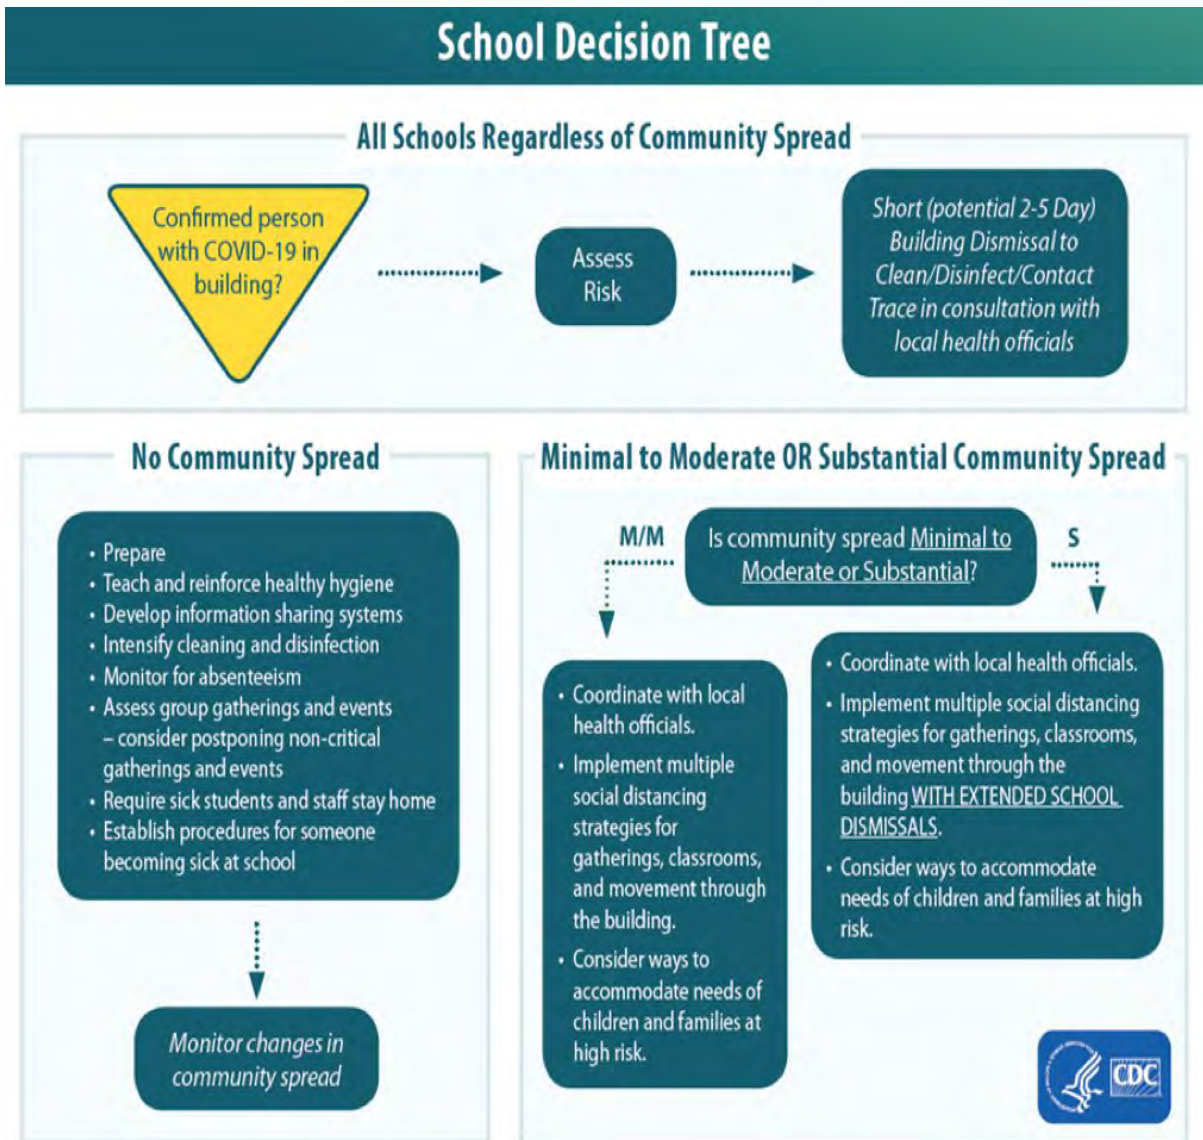 School Decision Tree
All Schools Regardless of Community Spread
Confirmed person
with COVID-19 in
building?
Assess
Risk
Short (potential 2-5 Day)
Building Dismissal to
Clean/Disinfect/Contact
Trace in consultation with
local health officials
No Community Spread
• Prepare
• Teach and reinforce healthy hygiene
• Develop information sharing systems
• Intensify cleaning and disinfection
• Monitor for absenteeism
• Assess group gatherings and events
– consider postponing non-critical
gatherings and events
• Require sick students and staff stay home
• Establish procedures for someone
becoming sick at school
Monitor changes in
community spread
Minimal to Moderate OR Substantial Community Spread
M/M
Is community spread Minimal to
Moderate or Substantial?
S
• Coordinate with local
health officials.
• Implement multiple
social distancing
strategies for
gatherings, classrooms,
and movement through
the building.
• Consider ways to
accommodate needs of
children and families at
high risk.
• Coordinate with local health officials.
• Implement multiple social distancing
strategies for gatherings, classrooms,
and movement through the
building WITH EXTENDED SCHOOL
DISMISSALS.
• Consider ways to accommodate
needs of children and families at high
risk.
CDC